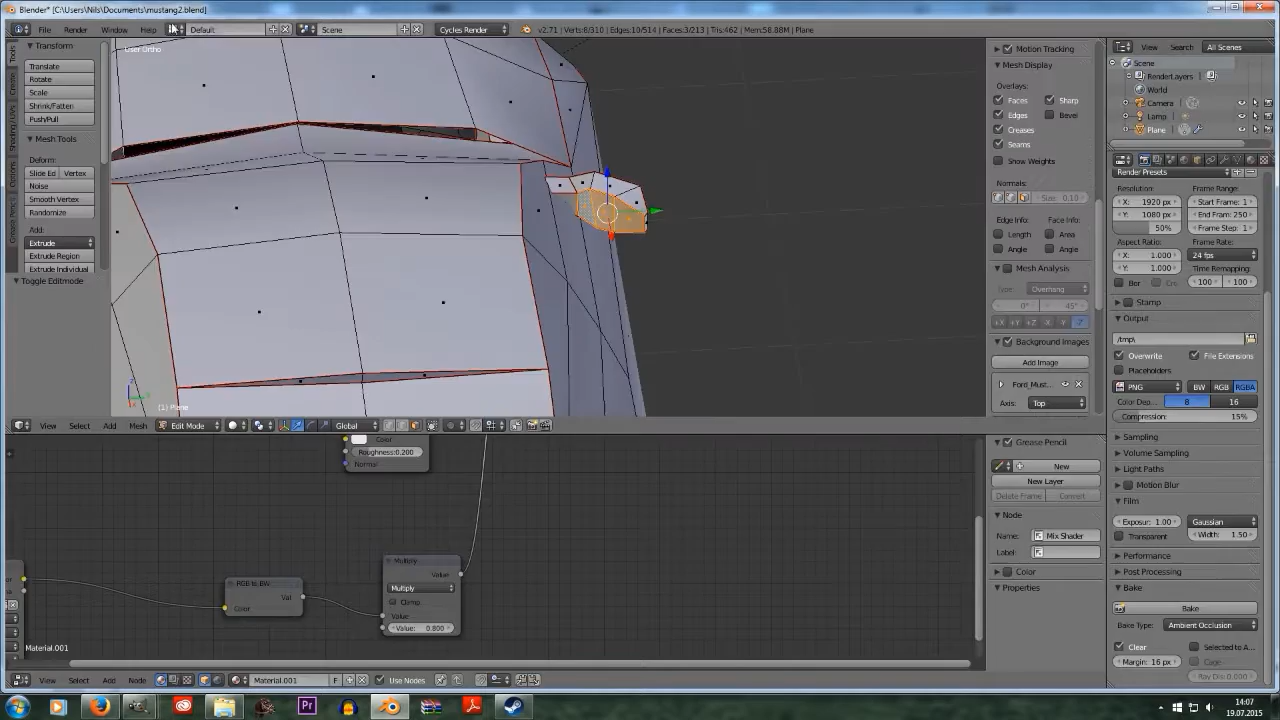 Blender* [C:\Users\Nils\Documents\mustang2.blend]
File Render Window Help Default Scene Cycles Render v2.71 | Verts:6/310 | Edges:10/514 | Faces:3/213 | Tris:462 | Mem:58.88M | Plane
Transform
Translate
Rotate
Scale
Shrink/Fatten
Push/Pull
Mesh Tools
Deform:
Slide Ed Vertex
Noise
Smooth Vertex
Randomize
Add:
Extrude
Extrude Region
Extrude Individual
Toggle Editmode
Tools
Create
Shading / UVs
Options
Grease Pencil
User Ortho
(1) Plane
View Select Add Mesh Edit Mode Global
Motion Tracking
Mesh Display
Overlays:
Faces Sharp
Edges Bevel
Creases
Seams
Show Weights
Normals:
Size: 0.10
Edge Info: Face Info:
Length Area
Angle Angle
Mesh Analysis
Type: Overhang
0° 45°
+X +Y +Z -X -Y -Z
Background Images
Add Image
Ford_Must...
Axis: Top
View Search All Scenes
Scene
RenderLayers
World
Camera
Lamp
Plane
Render Presets
Resolution: Frame Range:
X: 1920 px Start Frame: 1
Y: 1080 px End Fram: 250
50% Frame Step: 1
Aspect Ratio: Frame Rate:
X: 1.000 24 fps
Y: 1.000 Time Remapping:
Bor Cro 100 100
Stamp
Output
/tmp\
Overwrite File Extensions
Placeholders
PNG BW RGB RGBA
Color Dep... 8 16
Compression: 15%
Sampling
Volume Sampling
Light Paths
Motion Blur
Film
Exposur: 1.00 Gaussian
Transparent Width: 1.50
Performance
Post Processing
Bake
Bake
Bake Type: Ambient Occlusion
Clear Selected to A...
Margin: 16 px Cage
Ray Dis: 0.000
Color
Roughness:0.200
Normal
RGB to BW
Val
Color
Multiply
Value
Multiply
Clamp
Value
Value: 0.800
Material.001
Grease Pencil
New
New Layer
Delete Frame Convert
Node
Name: Mix Shader
Label:
Color
Properties
View Select Add Node Material.001 F Use Nodes
Pr
14:07
19.07.2015